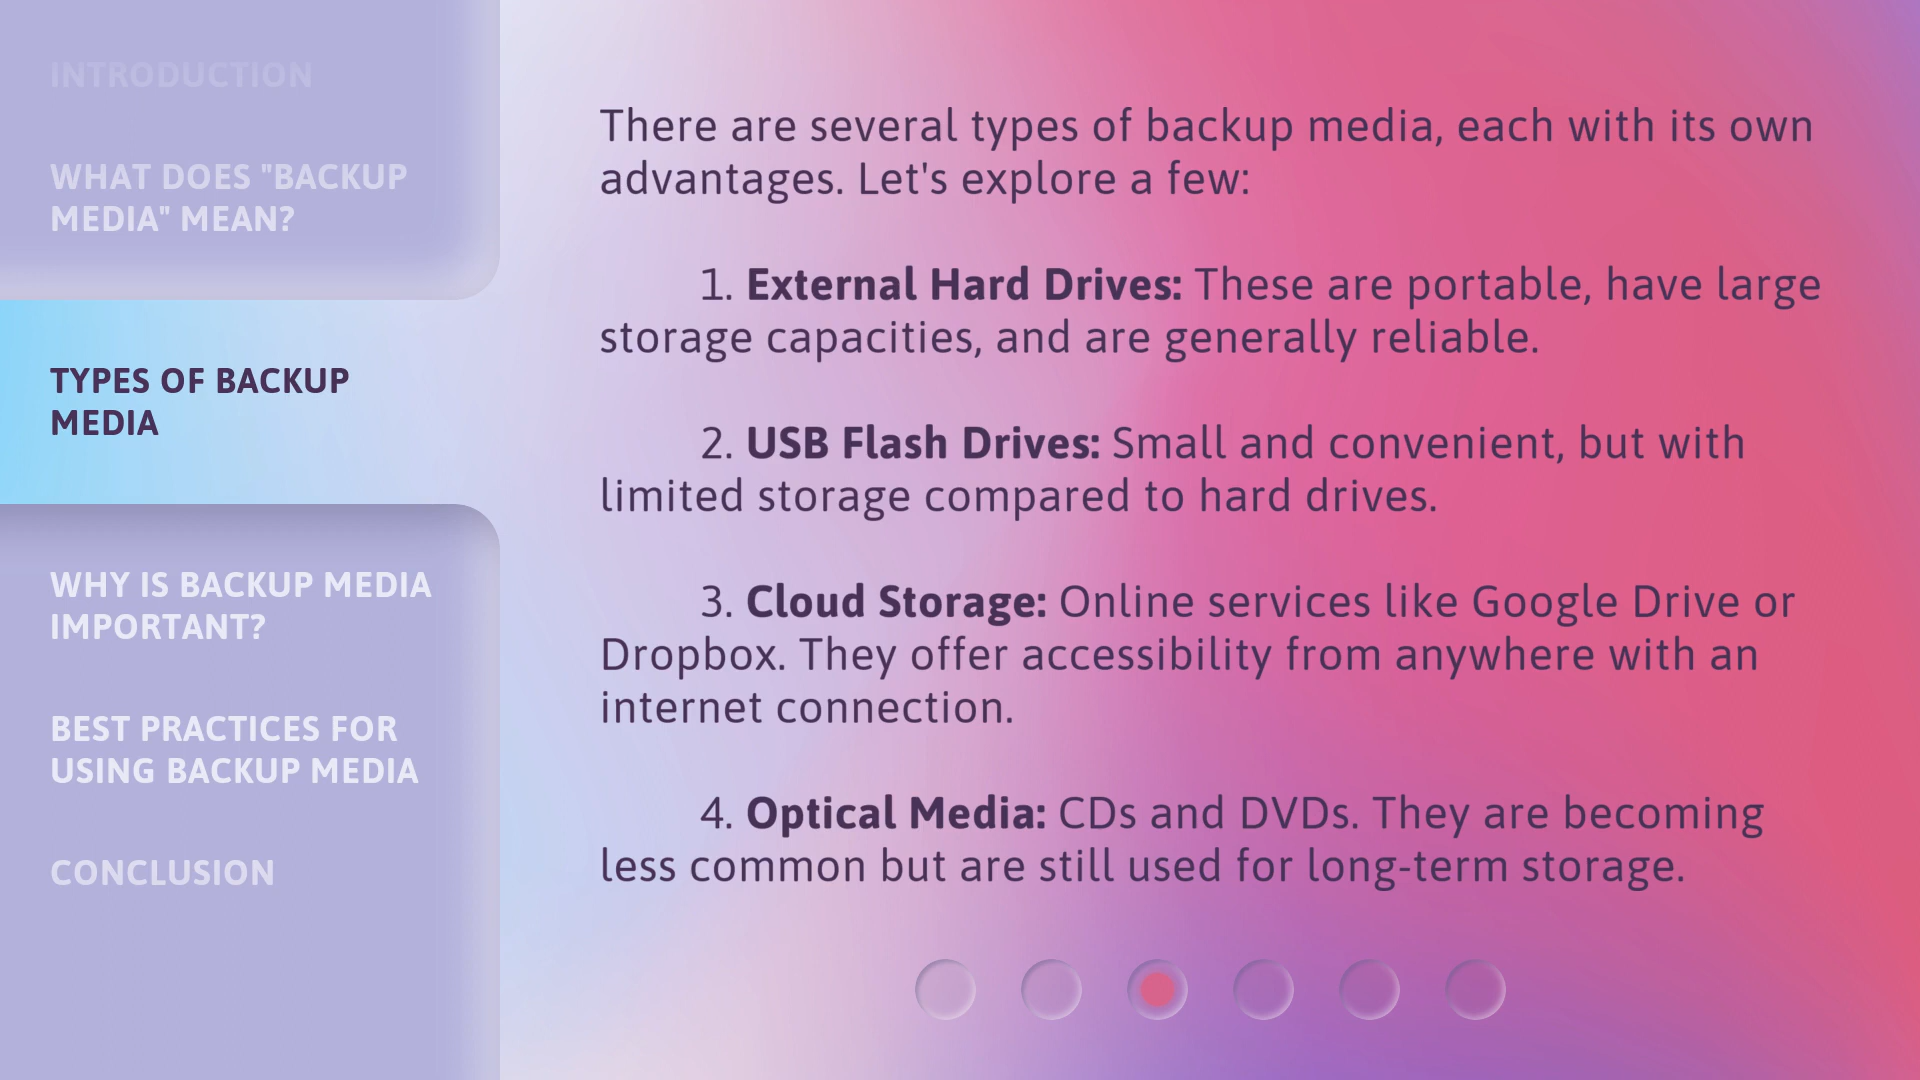 INTRODUCTION
WHAT DOES "BACKUP
MEDIA" MEAN?
TYPES OF BACKUP
MEDIA
WHY IS BACKUP MEDIA
IMPORTANT?
BEST PRACTICES FOR
USING BACKUP MEDIA
CONCLUSION
There are several types of backup media, each with its own
advantages. Let's explore a few:
1. External Hard Drives: These are portable, have large
storage capacities, and are generally reliable.
2. USB Flash Drives: Small and convenient, but with
limited storage compared to hard drives.
3. Cloud Storage: Online services like Google Drive or
Dropbox. They offer accessibility from anywhere with an
internet connection.
4. Optical Media: CDs and DVDs. They are becoming
less common but are still used for long-term storage.